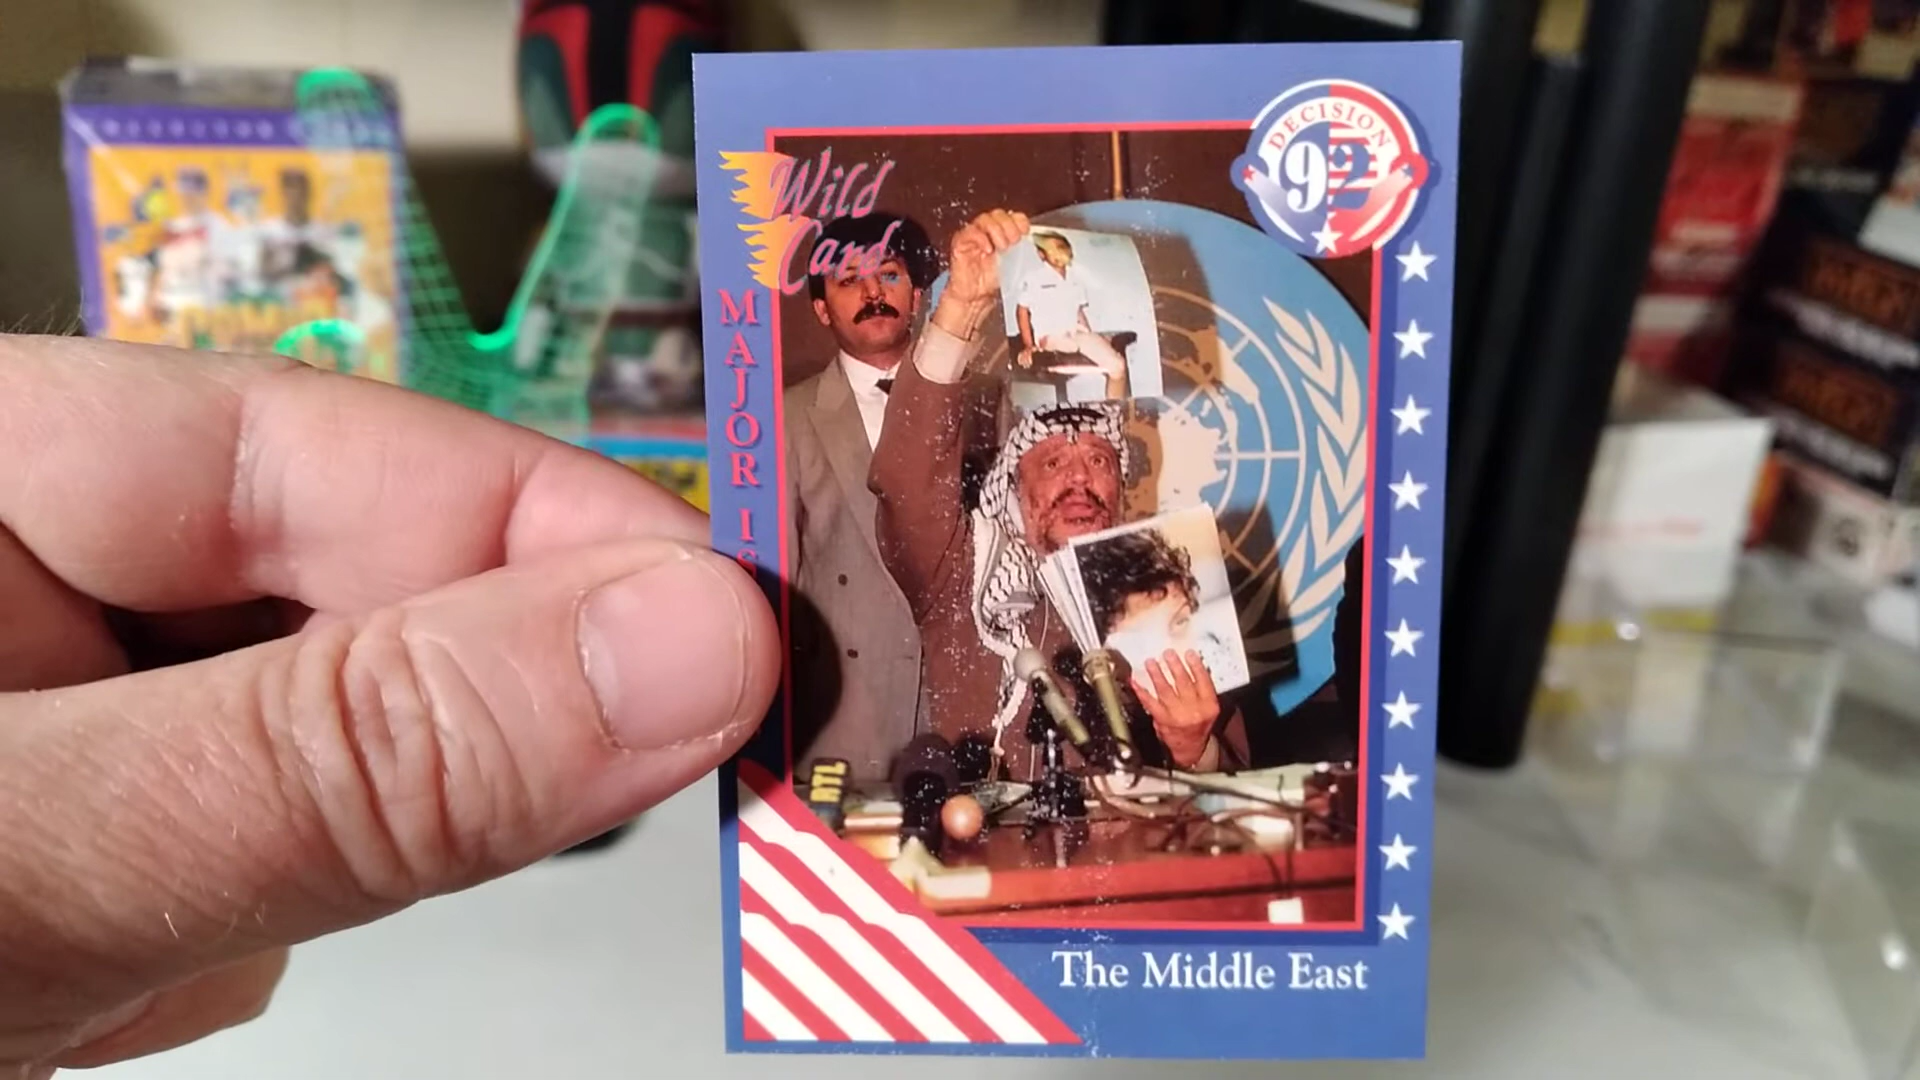 DECISION
92
Wild
Card
MAJOR IS
RTL
The Middle East